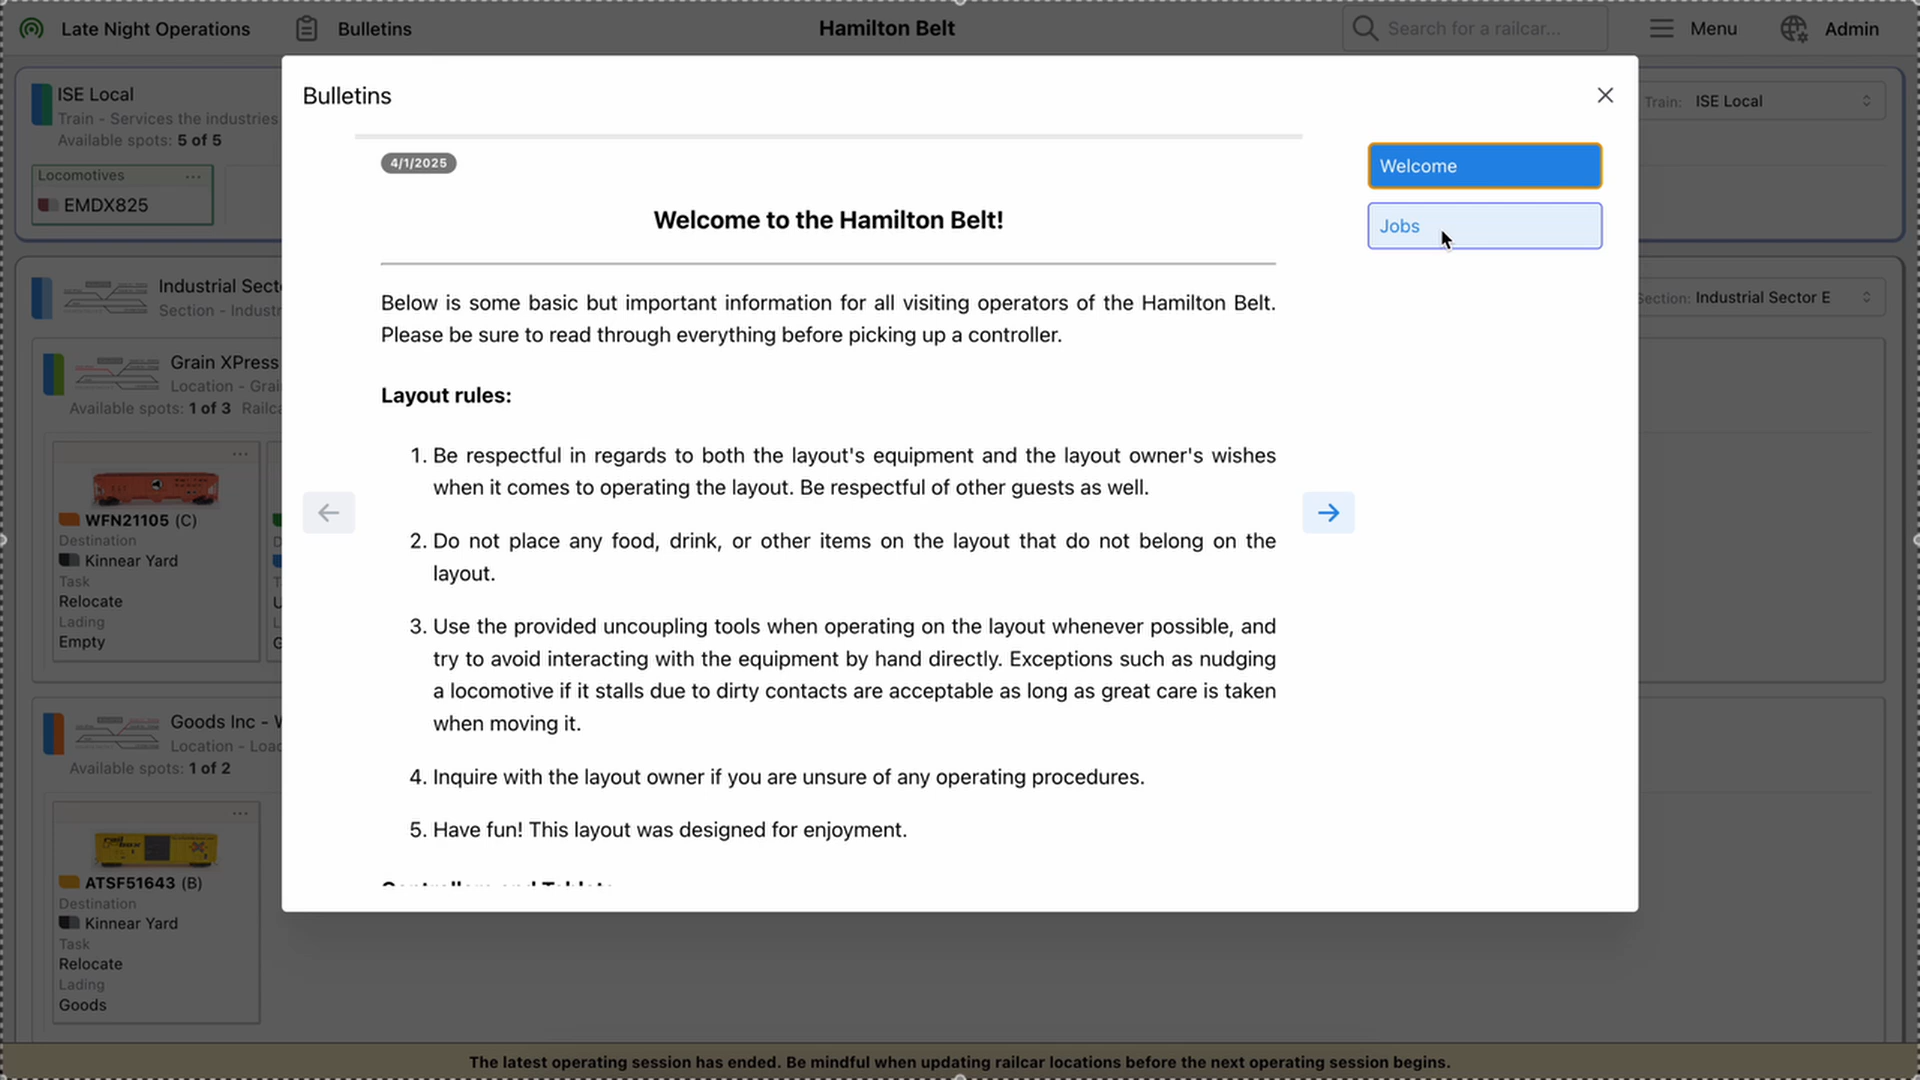 Late Night Operations
Bulletins
Hamilton Belt
Search for a railcar...
Menu
Admin
ISE Local
Train - Services the industries
Available spots: 5 of 5
Locomotives
EMDX825
Train: ISE Local
Bulletins
4/1/2025
Welcome to the Hamilton Belt!
Below is some basic but important information for all visiting operators of the Hamilton Belt.
Please be sure to read through everything before picking up a controller.
Layout rules:
1. Be respectful in regards to both the layout's equipment and the layout owner's wishes
when it comes to operating the layout. Be respectful of other guests as well.
2. Do not place any food, drink, or other items on the layout that do not belong on the
layout.
3. Use the provided uncoupling tools when operating on the layout whenever possible, and
try to avoid interacting with the equipment by hand directly. Exceptions such as nudging
a locomotive if it stalls due to dirty contacts are acceptable as long as great care is taken
when moving it.
4. Inquire with the layout owner if you are unsure of any operating procedures.
5. Have fun! This layout was designed for enjoyment.
Welcome
Jobs
Industrial Sect
Section - Industr
Section: Industrial Sector E
Grain XPress
Location - Grai
Available spots: 1 of 3 Railca
WFN21105 (C)
Destination
Kinnear Yard
Task
Relocate
Lading
Empty
Goods Inc - W
Location - Load
Available spots: 1 of 2
ATSF51643 (B)
Destination
Kinnear Yard
Task
Relocate
Lading
Goods
The latest operating session has ended. Be mindful when updating railcar locations before the next operating session begins.